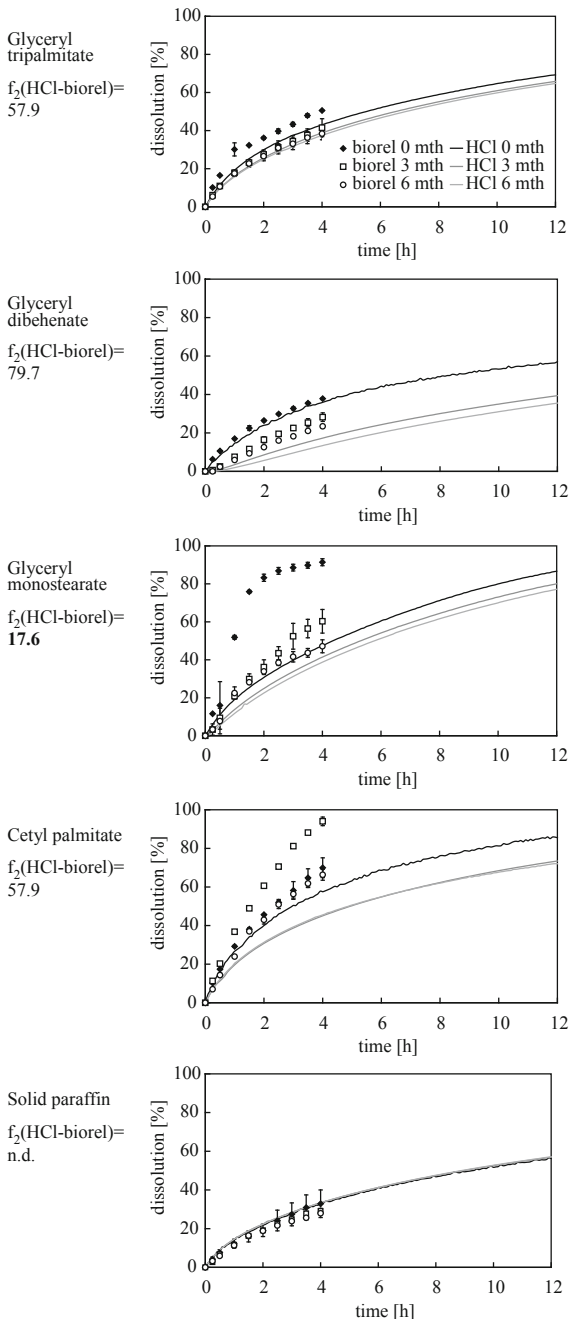 Glyceryl
tripalmitate
f2(HCl-biorel)=
57.9
dissolution [%]
100
80
60
40
20
0
biorel 0 mth HCl 0 mth
biorel 3 mth HCl 3 mth
biorel 6 mth HCl 6 mth
0 2 4 6 8 10 12
time [h]
Glyceryl
dibehenate
f2(HCl-biorel)=
79.7
dissolution [%]
100
80
60
40
20
0
0 2 4 6 8 10 12
time [h]
Glyceryl
monostearate
f2(HCl-biorel)=
17.6
dissolution [%]
100
80
60
40
20
0
0 2 4 6 8 10 12
time [h]
Cetyl palmitate
f2(HCl-biorel)=
57.9
dissolution [%]
100
80
60
40
20
0
0 2 4 6 8 10 12
time [h]
Solid paraffin
f2(HCl-biorel)=
n.d.
dissolution [%]
100
80
60
40
20
0
0 2 4 6 8 10 12
time [h]